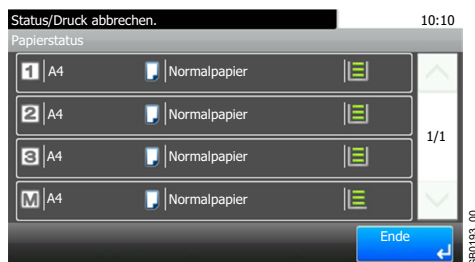 Status/Druck abbrechen. 10:10
Papierstatus
1 A4 Normalpapier
2 A4 Normalpapier
3 A4 Normalpapier
M A4 Normalpapier
1/1
Ende